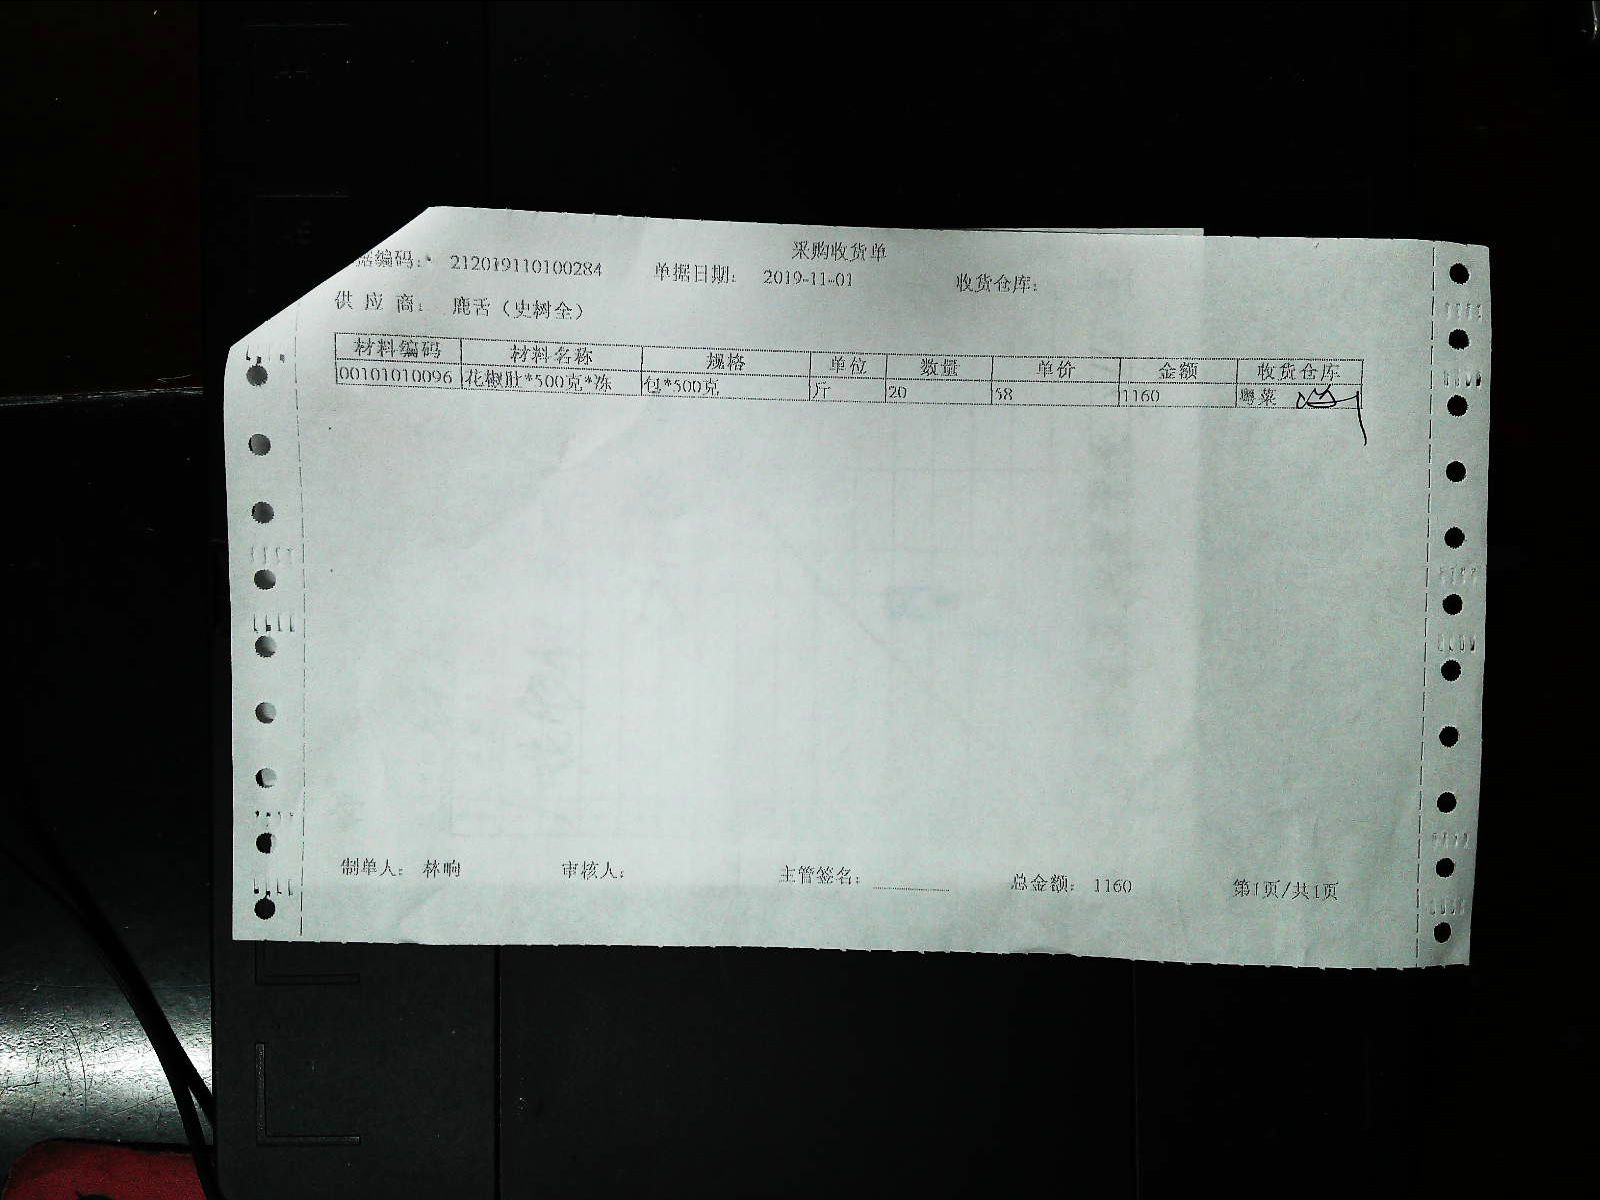 采购收货单
据编码: 212019110100284 单据日期: 2019-11-01 收货仓库:
供应商: 鹿舌（史树全）
材料编码 材料名称 规格 单位 数量 单价 金额 收货仓库
00101010096 花椒肚*500克*冻 包*500克 斤 20 58 1160 粤菜
制单人: 林响 审核人: 主管签名: 总金额: 1160 第1页/共1页